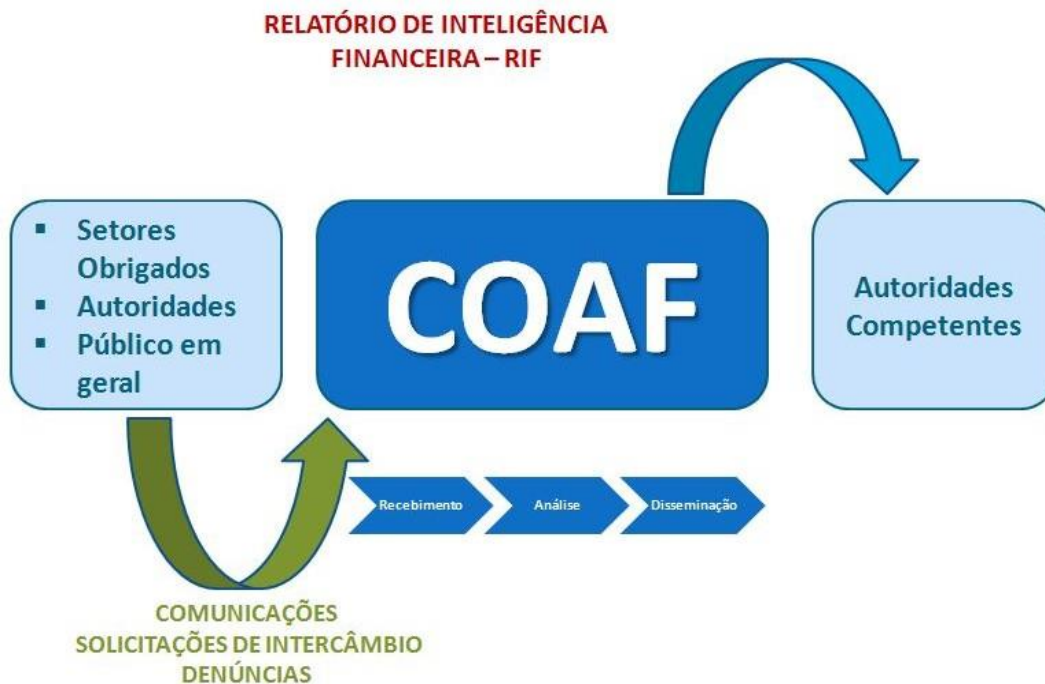 RELATÓRIO DE INTELIGÊNCIA
FINANCEIRA – RIF
▪ Setores
Obrigados
▪ Autoridades
▪ Público em
geral
COAF
Autoridades
Competentes
Recebimento
Análise
Disseminação
COMUNICAÇÕES
SOLICITAÇÕES DE INTERCÂMBIO
DENÚNCIAS